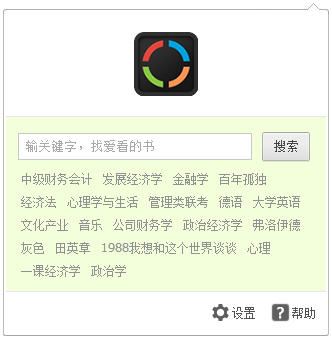 输关键字，找爱看的书 搜索
中级财务会计 发展经济学 金融学 百年孤独
经济法 心理学与生活 管理类联考 德语 大学英语
文化产业 音乐 公司财务学 政治经济学 弗洛伊德
灰色 田英章 1988我想和这个世界谈谈 心理
一课经济学 政治学
设置 帮助